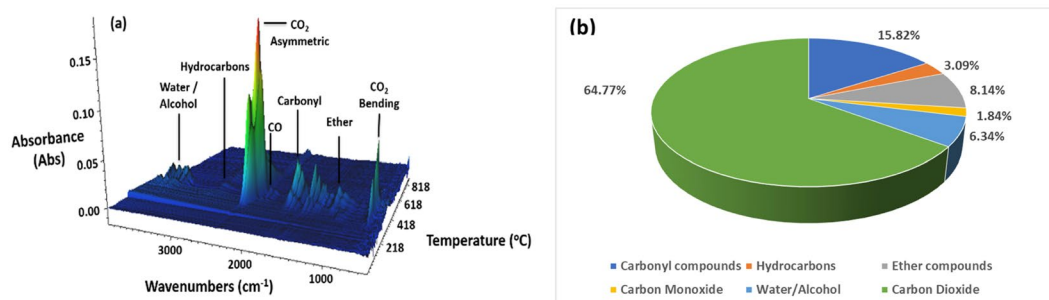 (a)
CO2
Asymmetric
Hydrocarbons
Water /
Alcohol
CO
Carbonyl
Ether
CO2
Bending
Absorbance
(Abs)
0.15
0.10
0.05
0.00
818
618
418
218
Temperature (oC)
3000
2000
1000
Wavenumbers (cm-1)
(b)
15.82%
3.09%
8.14%
1.84%
6.34%
64.77%
Carbonyl compounds
Hydrocarbons
Ether compounds
Carbon Monoxide
Water/Alcohol
Carbon Dioxide